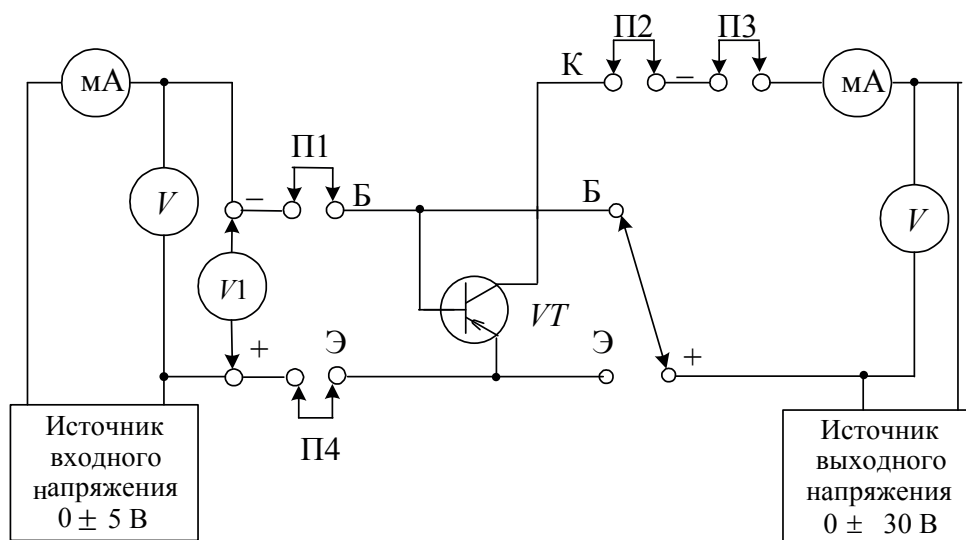 П2
П3
К
мА
–
мА
П1
V
–
Б
Б
V
V1
VT
+
Э
Э
+
П4
Источник
входного
напряжения
0 ± 5 В
Источник
выходного
напряжения
0 ± 30 В